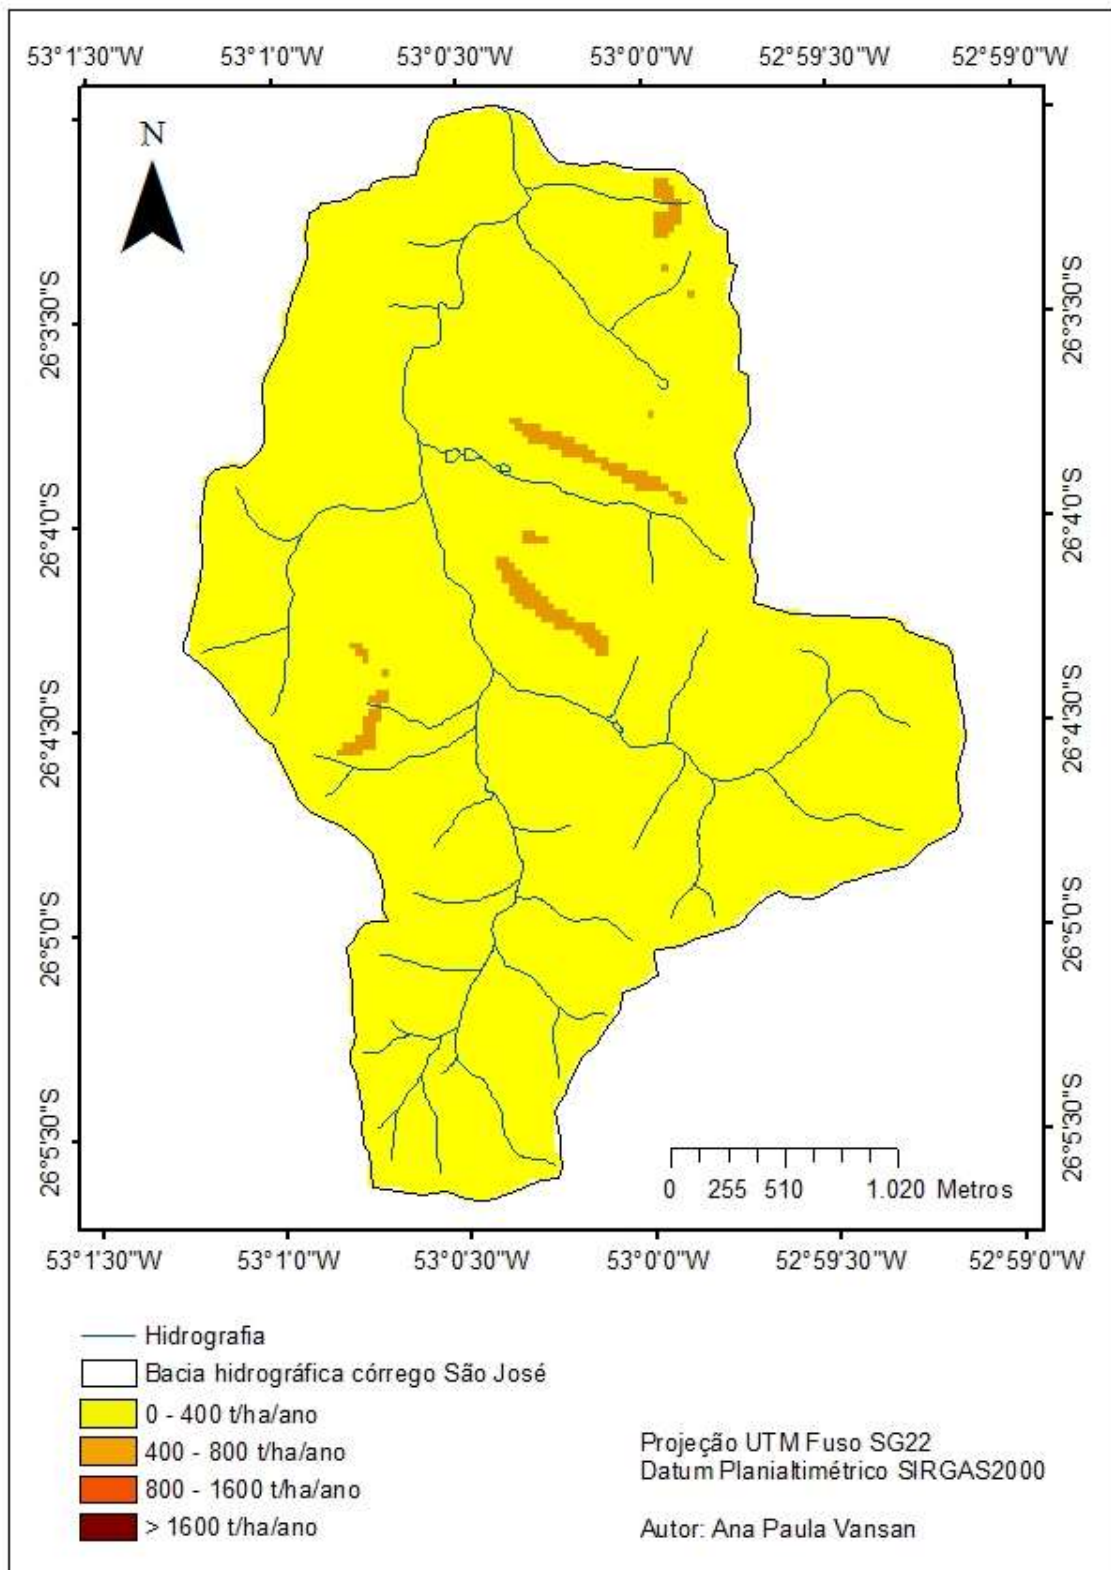 53°1'30"W 53°1'0"W 53°0'30"W 53°0'0"W 52°59'30"W 52°59'0"W
N
26°3'30"S 26°3'30"S
26°4'0"S 26°4'0"S
26°4'30"S 26°4'30"S
26°5'0"S 26°5'0"S
26°5'30"S 26°5'30"S
0 255 510 1.020 Metros
53°1'30"W 53°1'0"W 53°0'30"W 53°0'0"W 52°59'30"W 52°59'0"W
Hidrografia
Bacia hidrográfica córrego São José
0 - 400 t/ha/ano
400 - 800 t/ha/ano
800 - 1600 t/ha/ano
> 1600 t/ha/ano
Projeção UTM Fuso SG22
Datum Planialtimétrico SIRGAS2000
Autor: Ana Paula Vansan